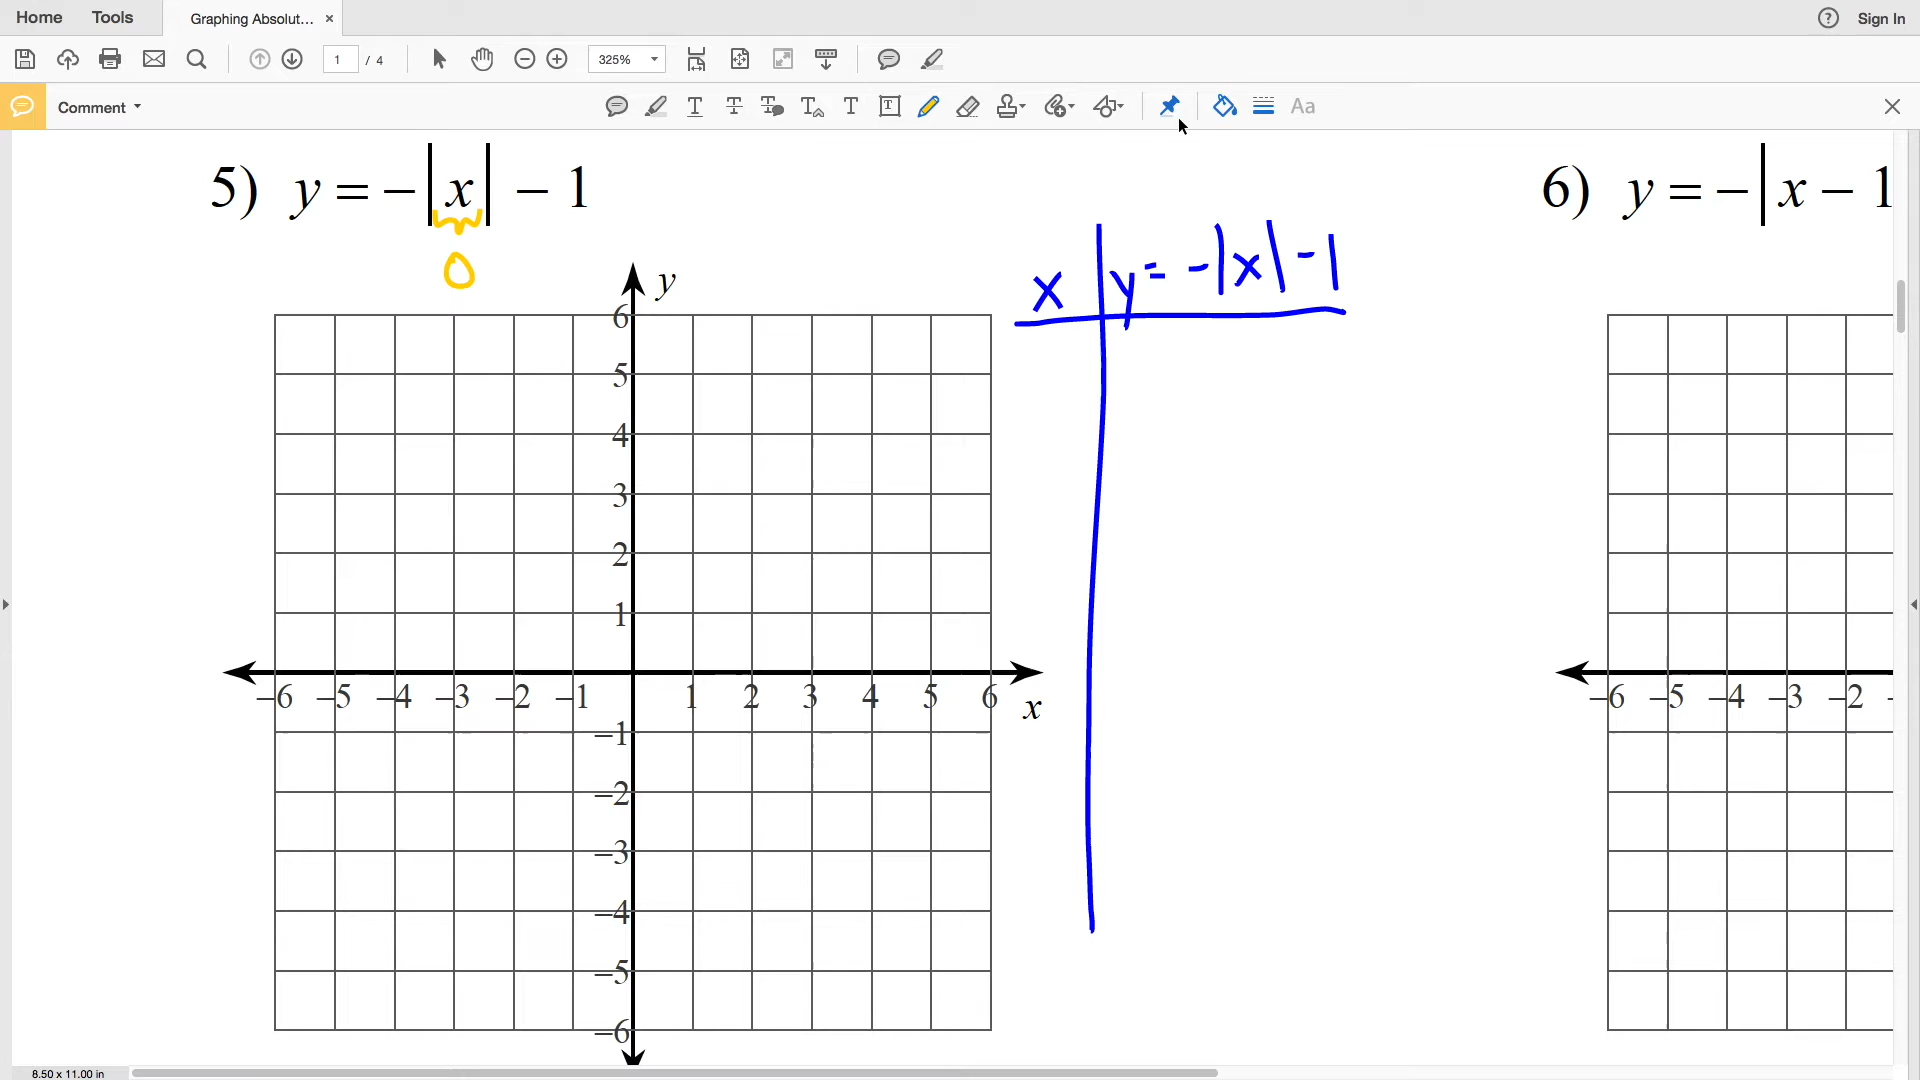 Home Tools Graphing Absolut... × ? Sign In
1 / 4 325%
Comment T T T T T T Aa
5) y = −|x| − 1
0
x y = -|x| - 1
6) y = −|x − 1
y
6
5
4
3
2
1
−6 −5 −4 −3 −2 −1 1 2 3 4 5 6 x
−6 −5 −4 −3 −2
−1
−2
−3
−4
−5
−6
8.50 x 11.00 in